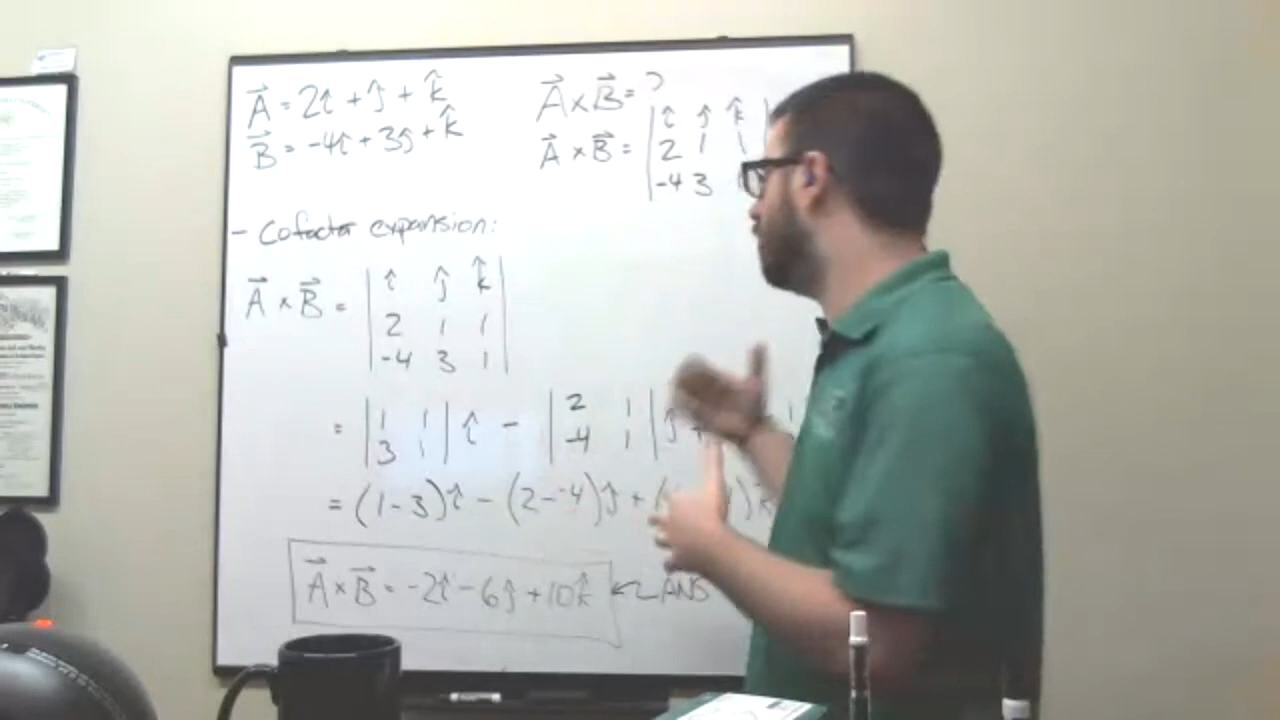 A⃗ = 2î + ĵ + k̂
B⃗ = -4î + 3ĵ + k̂
A⃗ × B⃗ = ?
A⃗ × B⃗ = | î ĵ k̂
2 1 1
-4 3
- Cofactor expansion:
A⃗ × B⃗ = | î ĵ k̂ |
2 1 1
-4 3 1
= | 1 1 | î - | 2 1 | ĵ +
3 1 -4 1
= (1-3)î - (2--4)ĵ + ( )k̂
A⃗ × B⃗ = -2î - 6ĵ + 10k̂ ← ANS